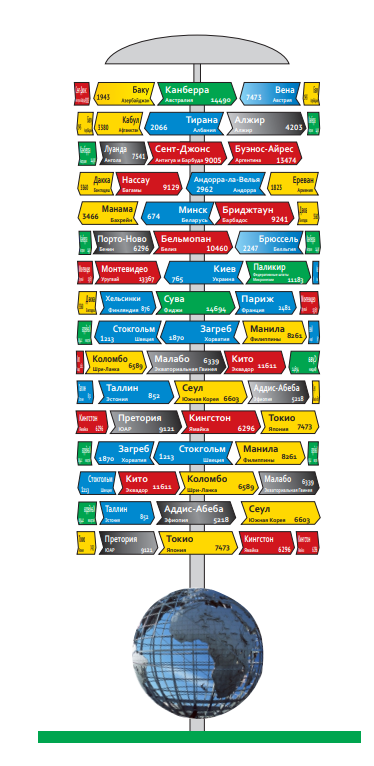 1943 Баку Азербайджан Канберра Австралия 14490 7473 Вена Австрия
3380 Кабул Афганистан 2066 Тирана Албания Алжир Алжир 4203
Луанда Ангола 7541 Сент-Джонс Антигуа и Барбуда 9005 Буэнос-Айрес Аргентина 13474
Дакка Нассау Багамы 9129 Андорра-ла-Велья 2962 Андорра 1823 Ереван Армения
3466 Манама Бахрейн 674 Минск Беларусь Бриджтаун Барбадос 9241
Порто-Ново Бенин 6296 Бельмопан Белиз 10460 Брюссель 2247 Бельгия
Монтевидео Уругвай 13367 765 Киев Украина Паликир Федеративные штаты Микронезии 11183
Хельсинки Финляндия 876 Сува Фиджи 14694 Париж Франция 2481
Стокгольм 1213 Швеция 1870 Загреб Хорватия Манила Филиппины 8261
Коломбо Шри-Ланка 6589 Малабо 6339 Экваториальная Гвинея Кито Эквадор 11611
Таллин Эстония 852 Сеул Южная Корея 6603 Аддис-Абеба Эфиопия 5218
Кингстон 6296 Претория ЮАР 9121 Кингстон Ямайка 6296 Токио Япония 7473
1870 Загреб Хорватия 1213 Стокгольм Швеция Манила Филиппины 8261
Стокгольм 1213 Швеция Кито Эквадор 11611 Коломбо Шри-Ланка 6589 Малабо 6339 Экваториальная Гвинея
Таллин Эстония 852 Аддис-Абеба Эфиопия 5218 Сеул Южная Корея 6603
Претория ЮАР 9121 Токио Япония 7473 Кингстон Ямайка 6296